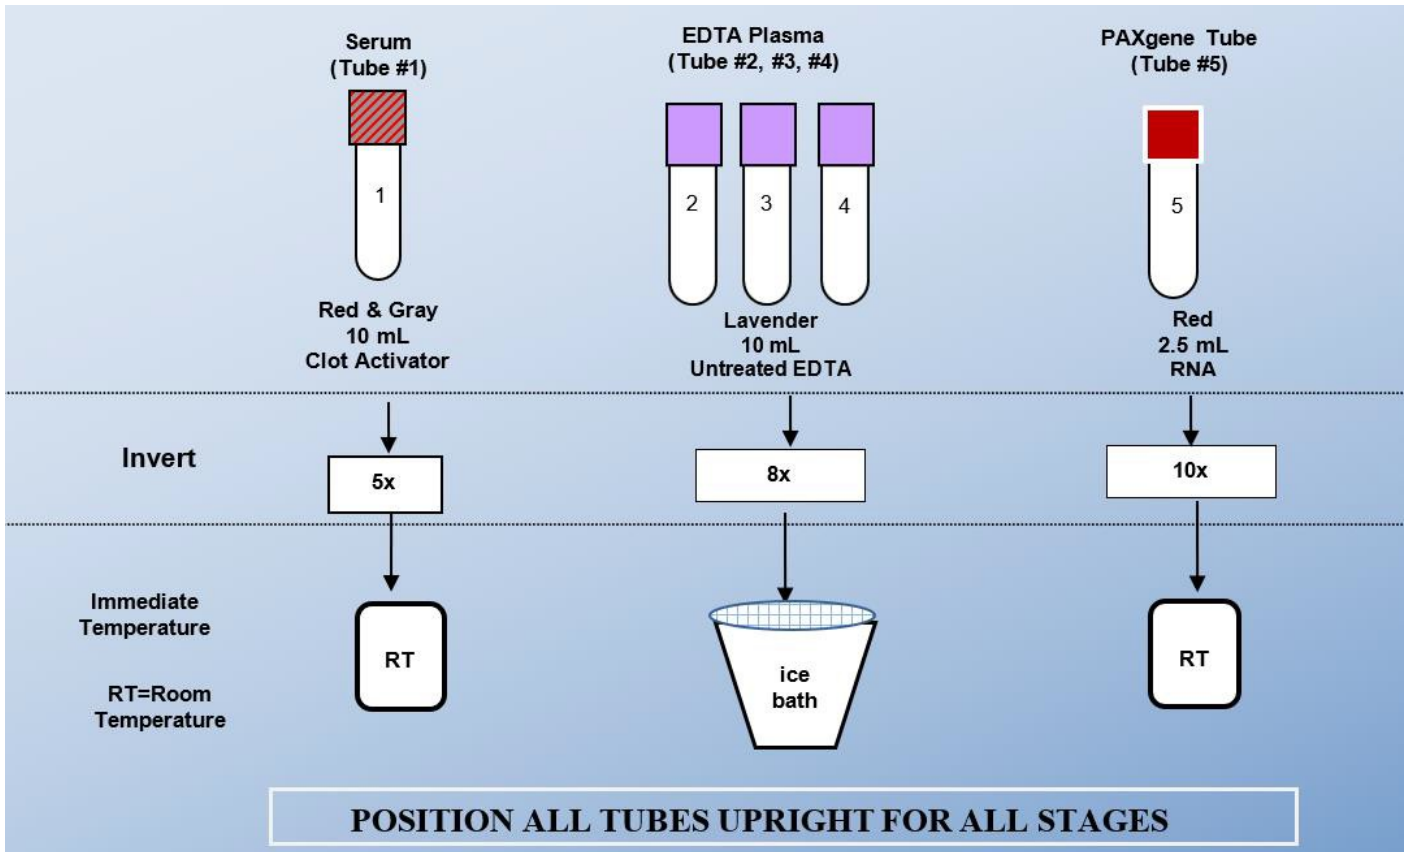 Serum
(Tube #1)
EDTA Plasma
(Tube #2, #3, #4)
PAXgene Tube
(Tube #5)
1
2
3
4
5
Red & Gray
10 mL
Clot Activator
Lavender
10 mL
Untreated EDTA
Red
2.5 mL
RNA
Invert
5x
8x
10x
Immediate
Temperature
RT=Room
Temperature
RT
ice
bath
RT
POSITION ALL TUBES UPRIGHT FOR ALL STAGES